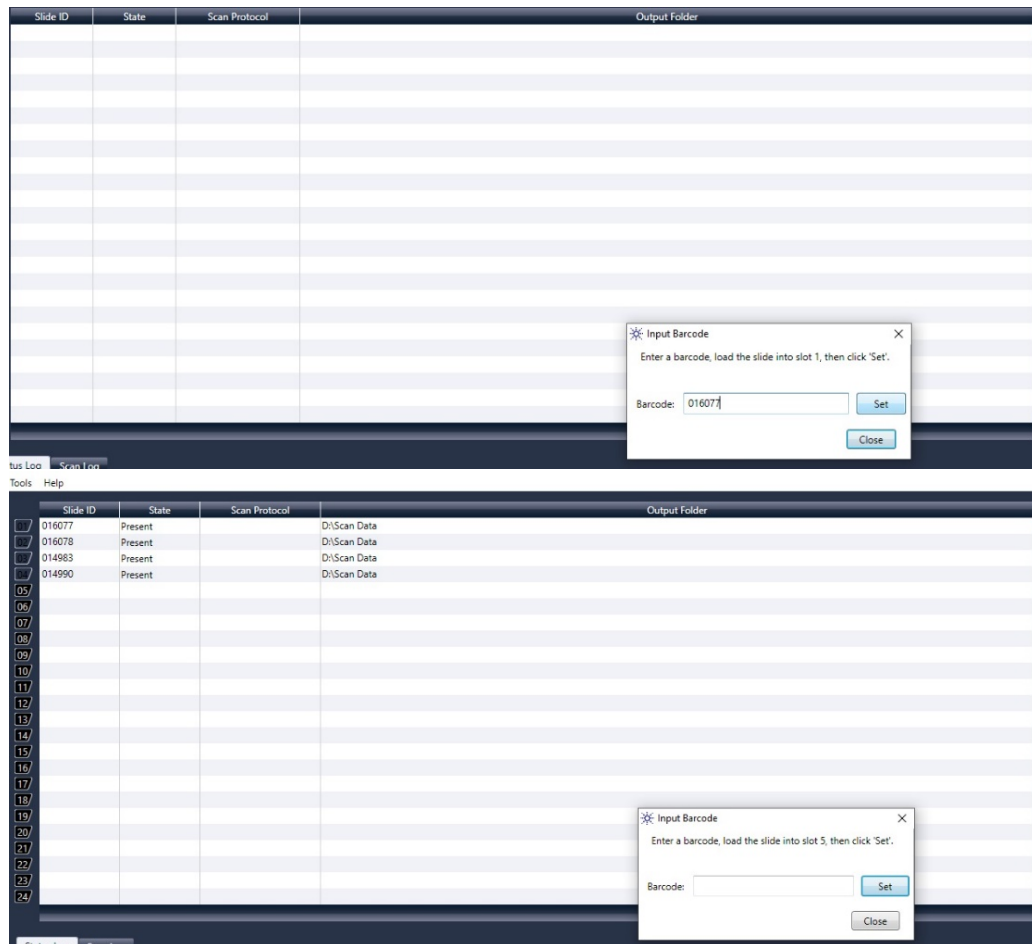 Slide ID State Scan Protocol Output Folder
Input Barcode
Enter a barcode, load the slide into slot 1, then click 'Set'.
Barcode: 016077 Set
Close
tus Log Scan Log
Tools Help
Slide ID State Scan Protocol Output Folder
01 016077 Present D:\Scan Data
02 016078 Present D:\Scan Data
03 014983 Present D:\Scan Data
04 014990 Present D:\Scan Data
05
06
07
08
09
10
11
12
13
14
15
16
17
18
19
20
21
22
23
24
Input Barcode
Enter a barcode, load the slide into slot 5, then click 'Set'.
Barcode: Set
Close